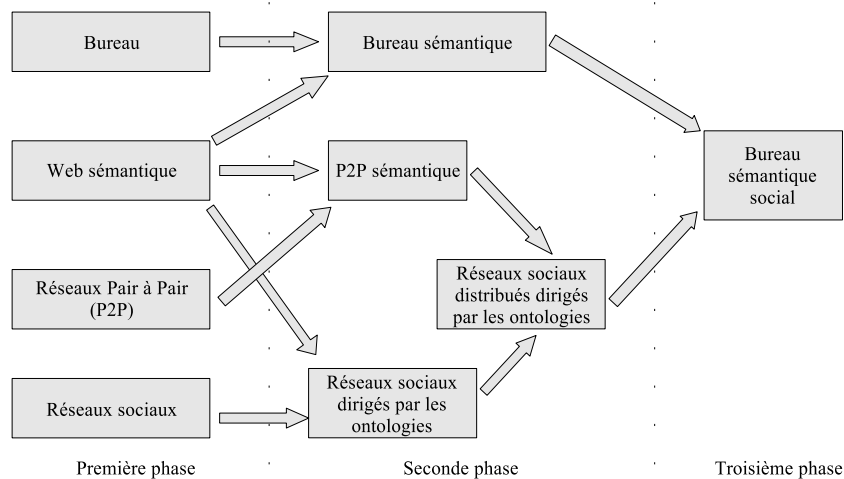 Bureau
Bureau sémantique
Web sémantique
P2P sémantique
Bureau
sémantique
social
Réseaux Pair à Pair
(P2P)
Réseaux sociaux
distribués dirigés
par les ontologies
Réseaux sociaux
Réseaux sociaux
dirigés par les
ontologies
Première phase
Seconde phase
Troisième phase